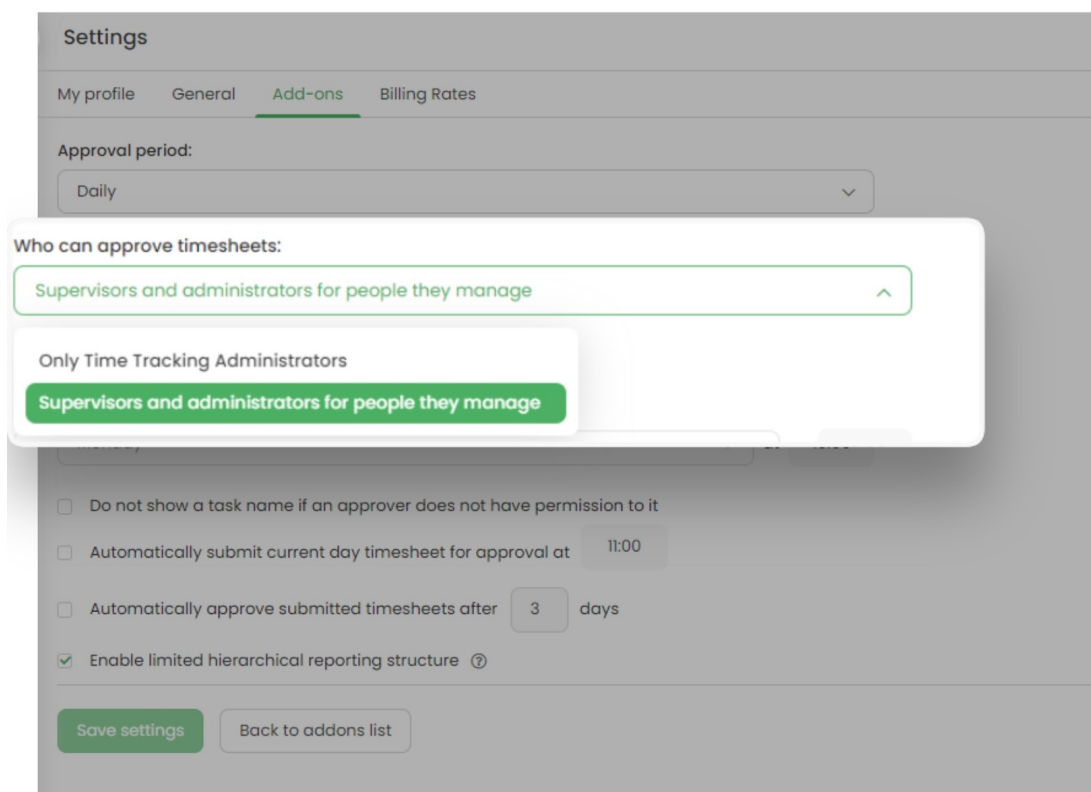 Settings
My profile General Add-ons Billing Rates
Approval period:
Daily
Who can approve timesheets:
Supervisors and administrators for people they manage
Only Time Tracking Administrators
Supervisors and administrators for people they manage
Do not show a task name if an approver does not have permission to it
Automatically submit current day timesheet for approval at 11:00
Automatically approve submitted timesheets after 3 days
Enable limited hierarchical reporting structure
Save settings Back to addons list